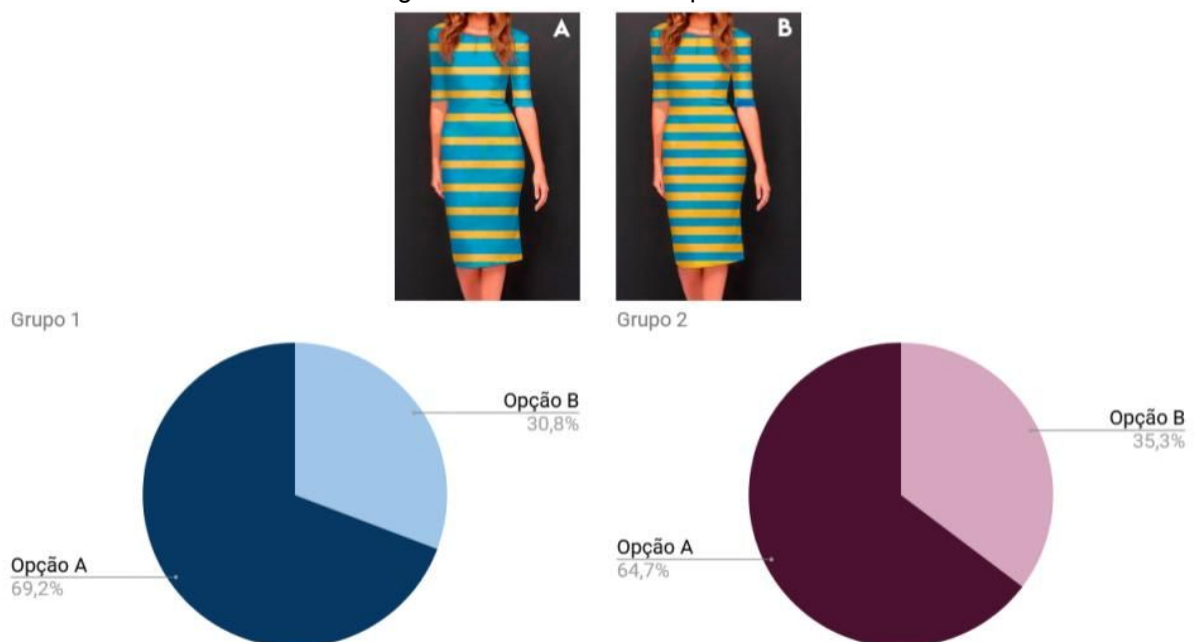 A
B
Grupo 1
Grupo 2
Opção B
30,8%
Opção A
69,2%
Opção B
35,3%
Opção A
64,7%